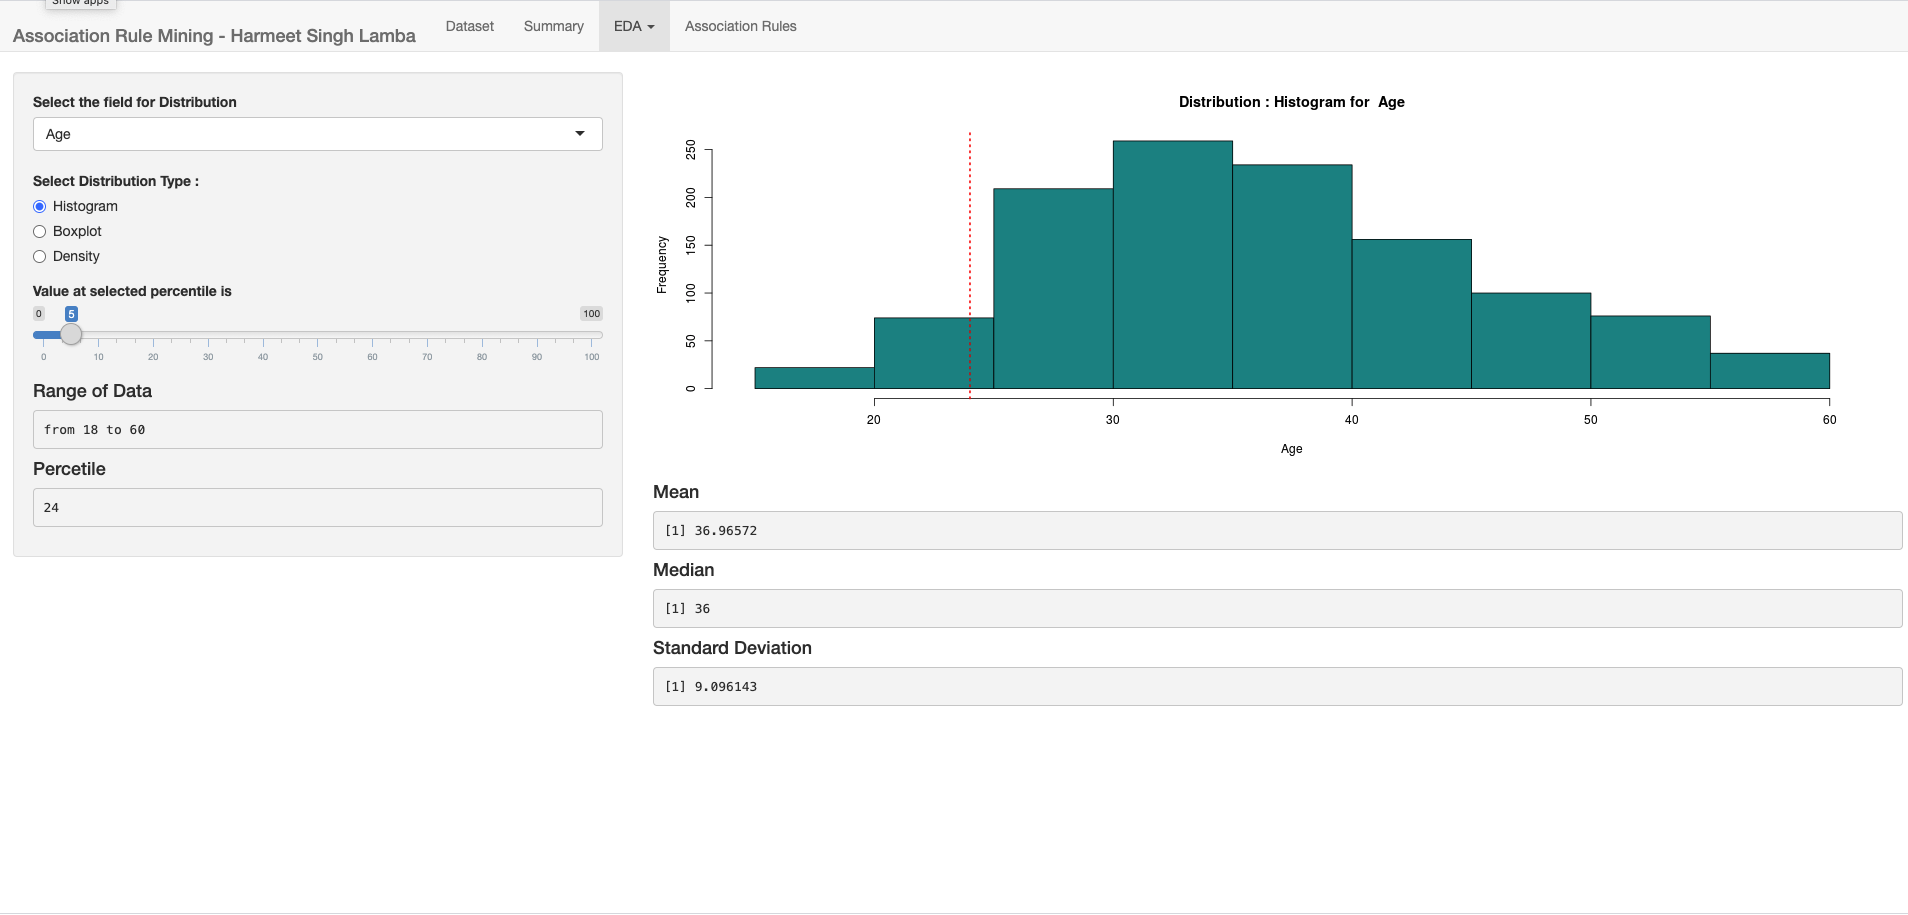 Show apps
Association Rule Mining - Harmeet Singh Lamba
Dataset
Summary
EDA
Association Rules
Select the field for Distribution
Age
Select Distribution Type :
Histogram
Boxplot
Density
Value at selected percentile is
0
5
100
0 10 20 30 40 50 60 70 80 90 100
Range of Data
from 18 to 60
Percetile
24
Distribution : Histogram for  Age
Frequency
250
200
150
100
50
0
20 30 40 50 60
Age
Mean
[1] 36.96572
Median
[1] 36
Standard Deviation
[1] 9.096143